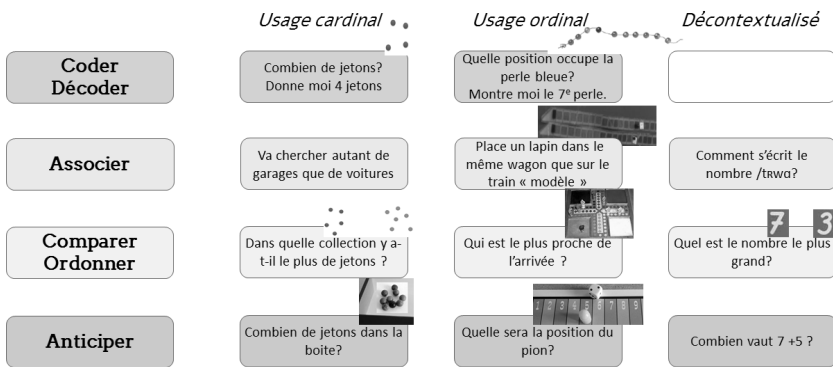 Usage cardinal
Usage ordinal
Décontextualisé
Coder
Décoder
Combien de jetons?
Donne moi 4 jetons
Quelle position occupe la
perle bleue?
Montre moi le 7e perle.
Associer
Va chercher autant de
garages que de voitures
Place un lapin dans le
même wagon que sur le
train « modèle »
Comment s’écrit le
nombre /tʀwɑ?
Comparer
Ordonner
Dans quelle collection y a-
t-il le plus de jetons ?
Qui est le plus proche de
l’arrivée ?
7 3
Quel est le nombre le plus
grand?
Anticiper
Combien de jetons dans la
boite?
Quelle sera la position du
pion?
Combien vaut 7 +5 ?